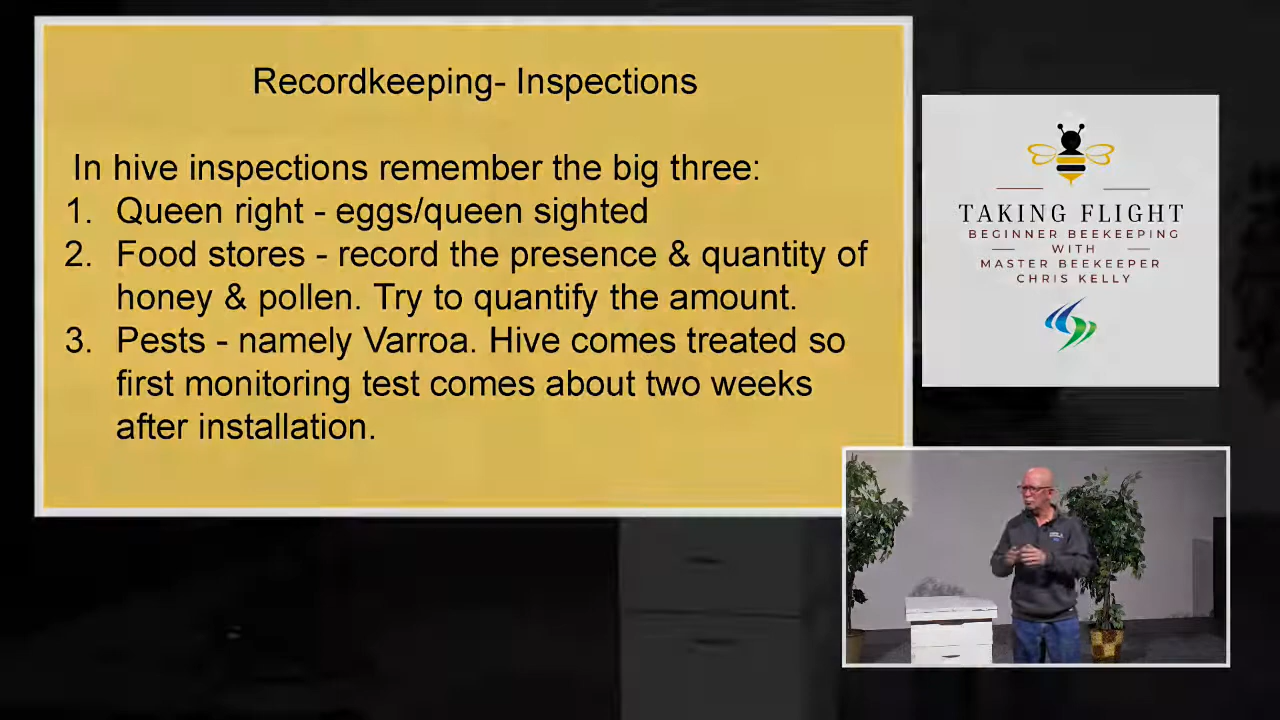 Recordkeeping- Inspections
In hive inspections remember the big three:
1. Queen right - eggs/queen sighted
2. Food stores - record the presence & quantity of
honey & pollen. Try to quantify the amount.
3. Pests - namely Varroa. Hive comes treated so
first monitoring test comes about two weeks
after installation.
TAKING FLIGHT
BEGINNER BEEKEEPING
WITH
MASTER BEEKEEPER
CHRIS KELLY